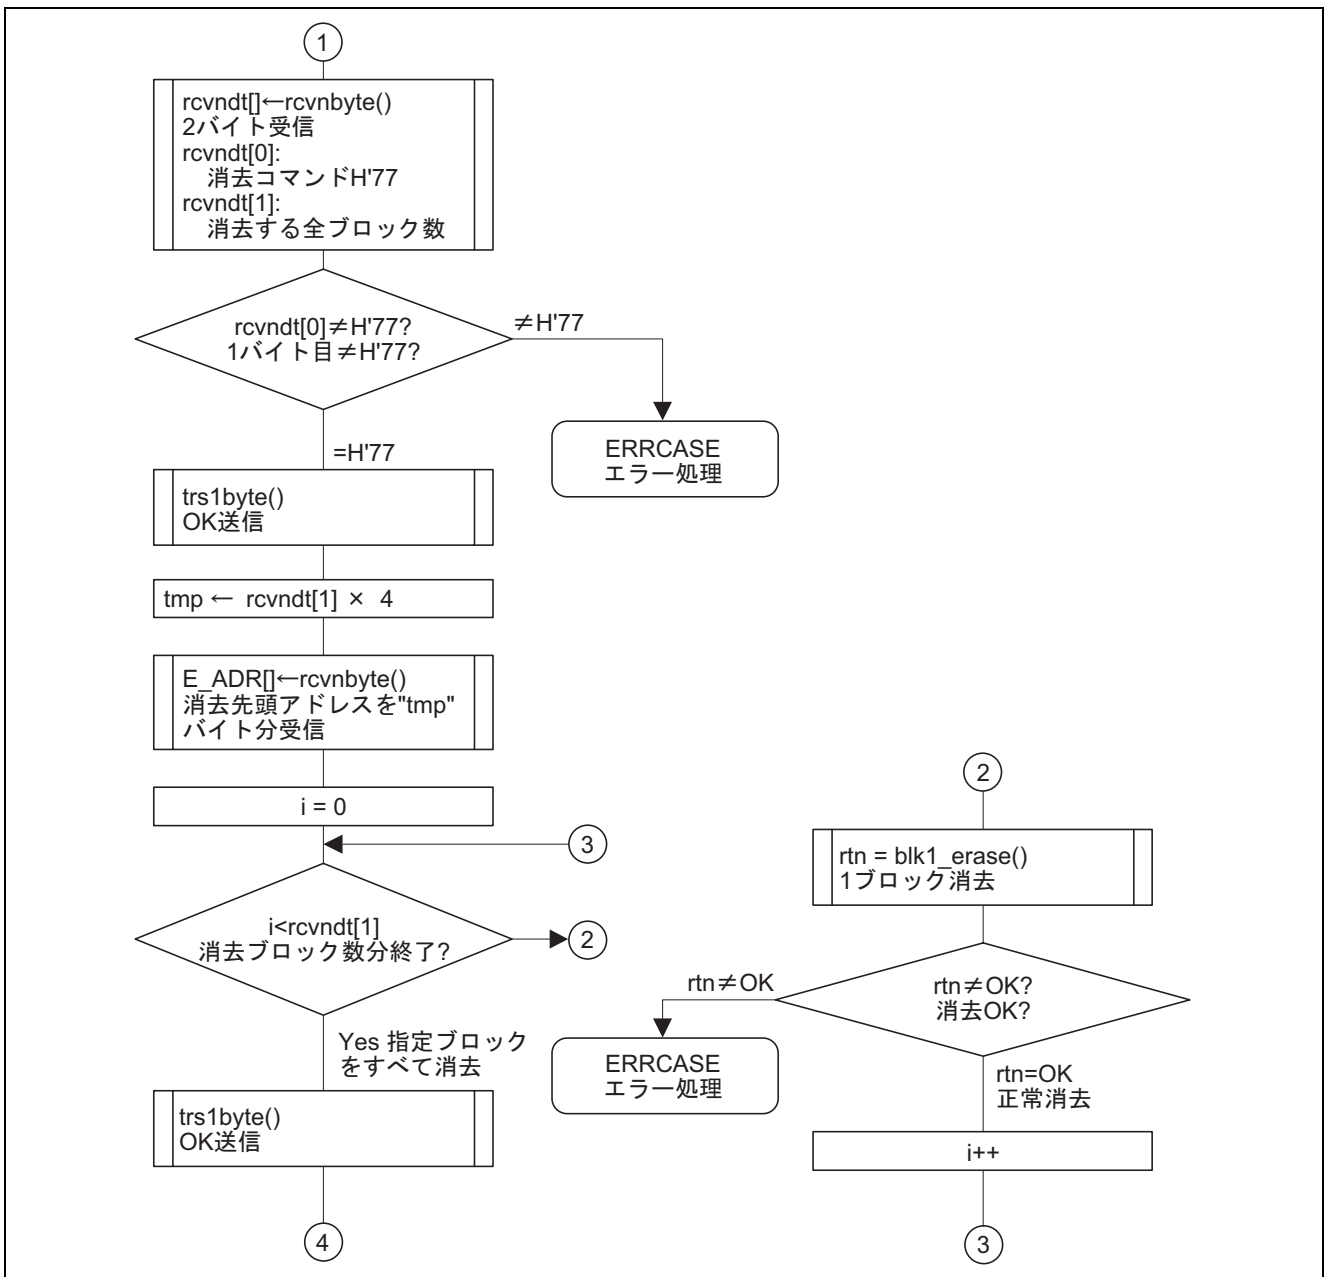 1
rcvndt[]←rcvnbyte()
2バイト受信
rcvndt[0]:
消去コマンドH'77
rcvndt[1]:
消去する全ブロック数
rcvndt[0]≠H'77?
1バイト目≠H'77?
≠H'77
ERRCASE
エラー処理
=H'77
trs1byte()
OK送信
tmp ← rcvndt[1] × 4
E_ADR[]←rcvnbyte()
消去先頭アドレスを"tmp"
バイト分受信
i = 0
3
i<rcvndt[1]
消去ブロック数分終了?
2
Yes 指定ブロック
をすべて消去
trs1byte()
OK送信
4
2
rtn = blk1_erase()
1ブロック消去
rtn≠OK?
消去OK?
rtn≠OK
ERRCASE
エラー処理
rtn=OK
正常消去
i++
3